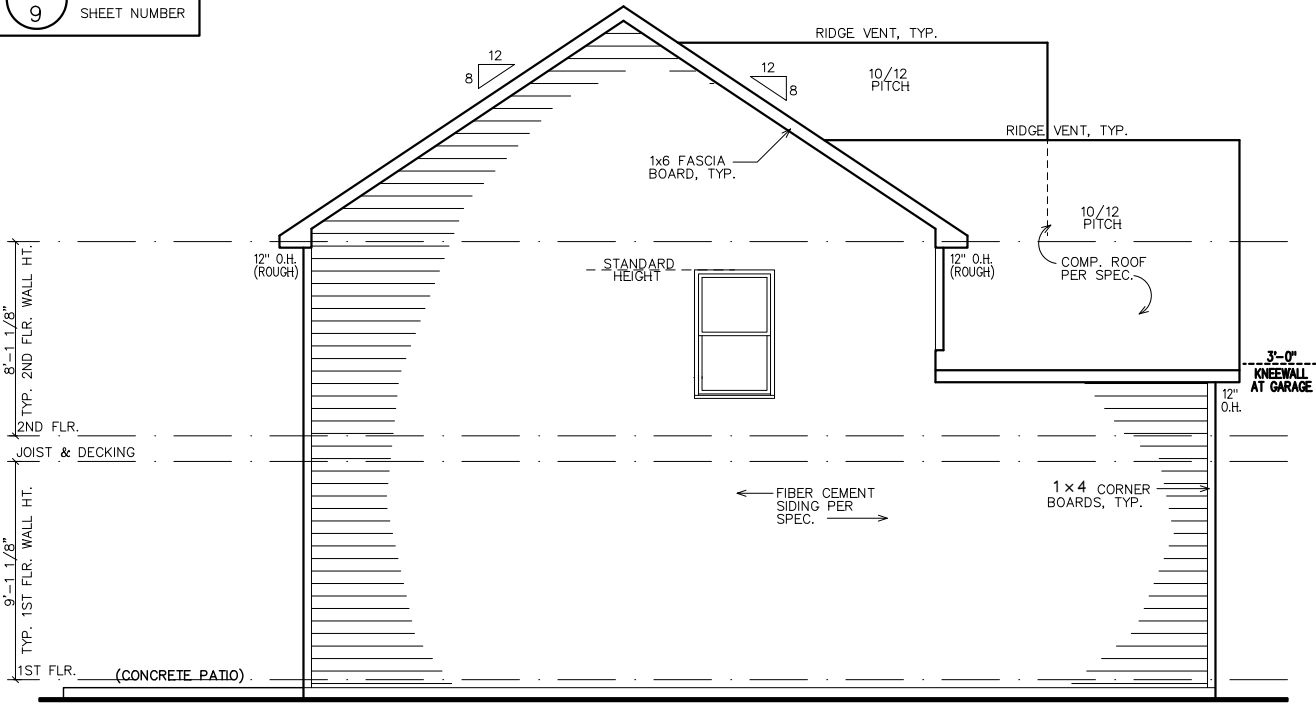 9
SHEET NUMBER
RIDGE VENT, TYP.
12
8
12
8
10/12
PITCH
RIDGE VENT, TYP.
1x6 FASCIA
BOARD, TYP.
10/12
PITCH
12" O.H.
(ROUGH)
STANDARD
HEIGHT
12" O.H.
(ROUGH)
COMP. ROOF
PER SPEC.
8'-1 1/8"
TYP. 2ND FLR. WALL HT.
3'-0"
KNEEWALL
AT GARAGE
12"
O.H.
2ND FLR.
JOIST & DECKING
9'-1 1/8"
TYP. 1ST FLR. WALL HT.
FIBER CEMENT
SIDING PER
SPEC.
1x4 CORNER
BOARDS, TYP.
1ST FLR.
(CONCRETE PATIO)